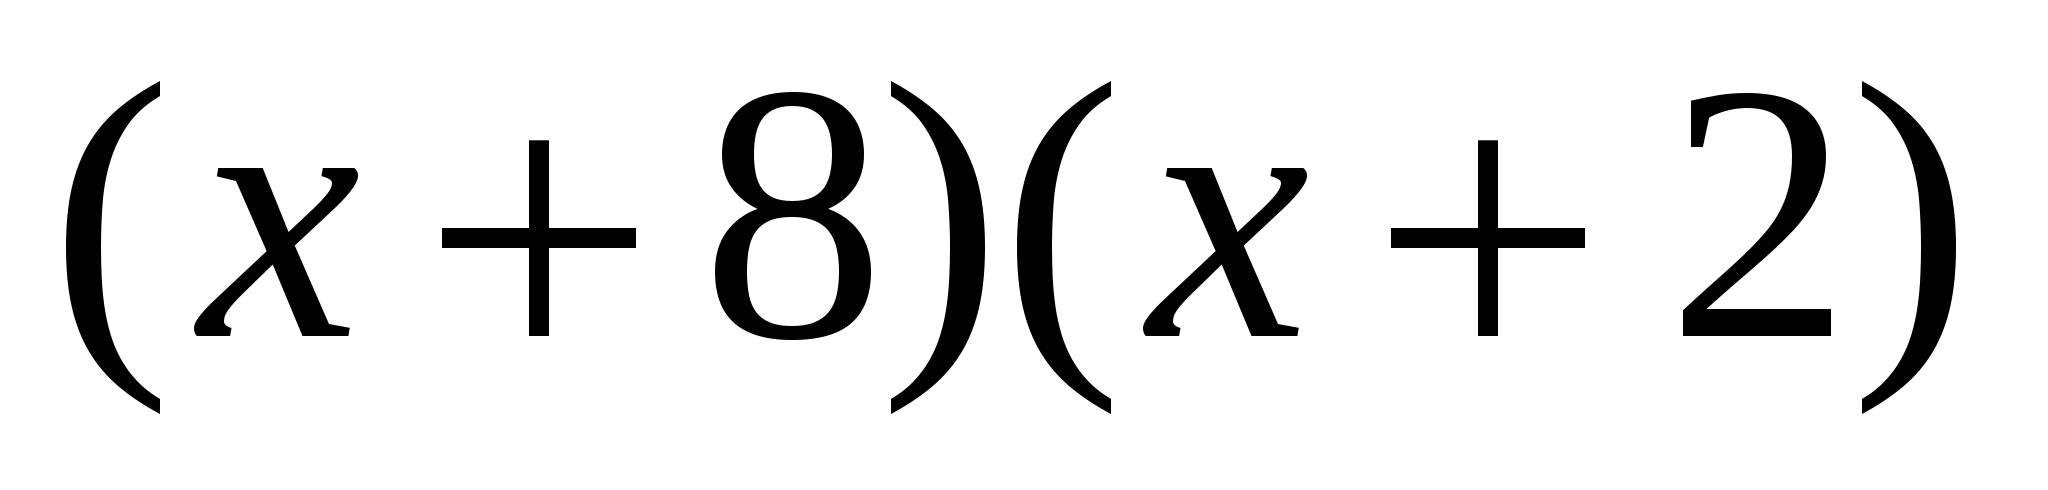 (x + 8)(x + 2)